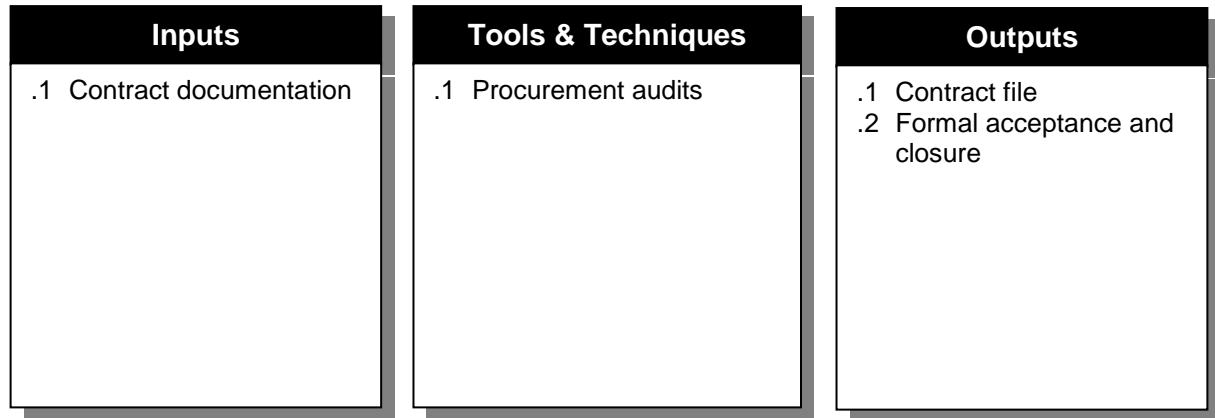 Inputs
.1 Contract documentation
Tools & Techniques
.1 Procurement audits
Outputs
.1 Contract file
.2 Formal acceptance and
closure